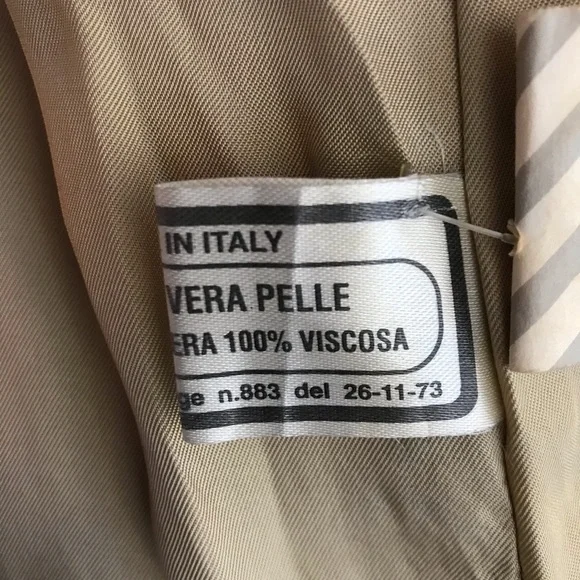 IN ITALY
VERA PELLE
ERA 100% VISCOSA
ge n.883 del 26-11-73